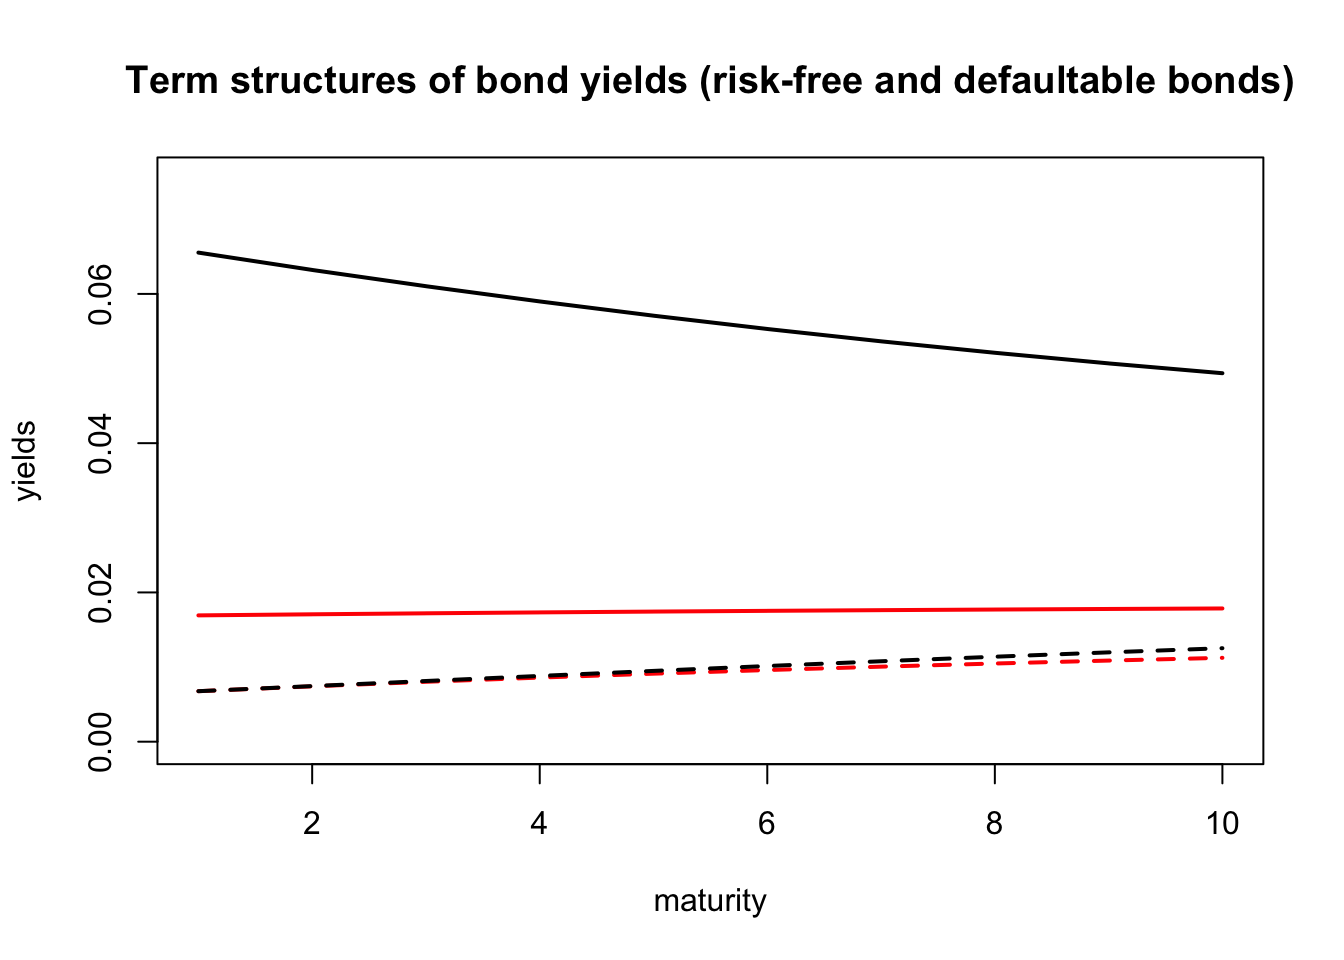 Term structures of bond yields (risk-free and defaultable bonds)
yields
0.06
0.04
0.02
0.00
2 4 6 8 10
maturity